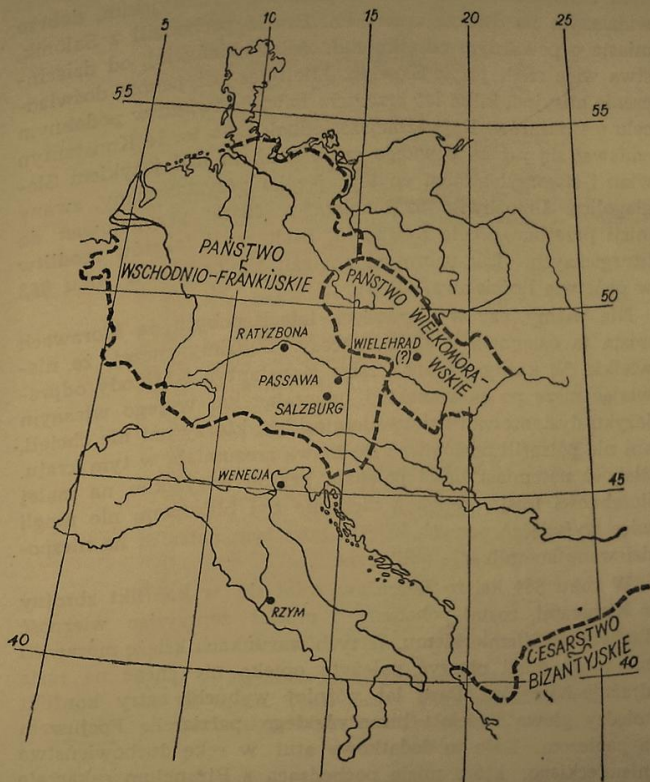 5
10
15
20
25
55
55
PAŃSTWO
WSCHODNIO-FRANKIJSKIE
PAŃSTWO
WIELKOMORA-
WSKIE
50
RATYZBONA
WIELEHRAD
(?)
PASSAWA
SALZBURG
WENECJA
45
RZYM
CESARSTWO
BIZANTYJSKIE
40
40